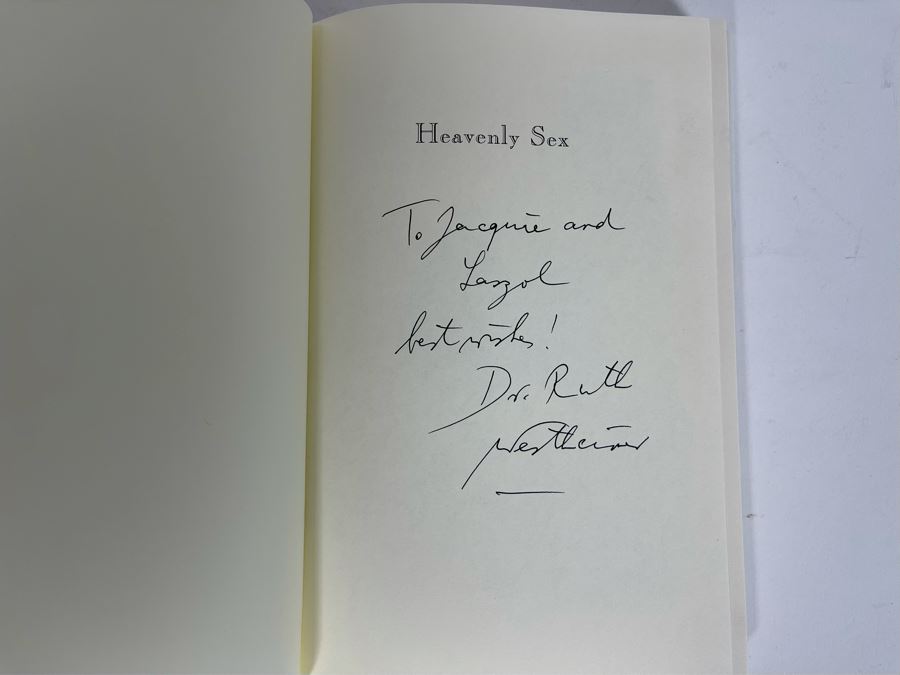 Heavenly Sex
To Jacquie and
Laszol
best wishes!
Dr. Ruth
Westheimer